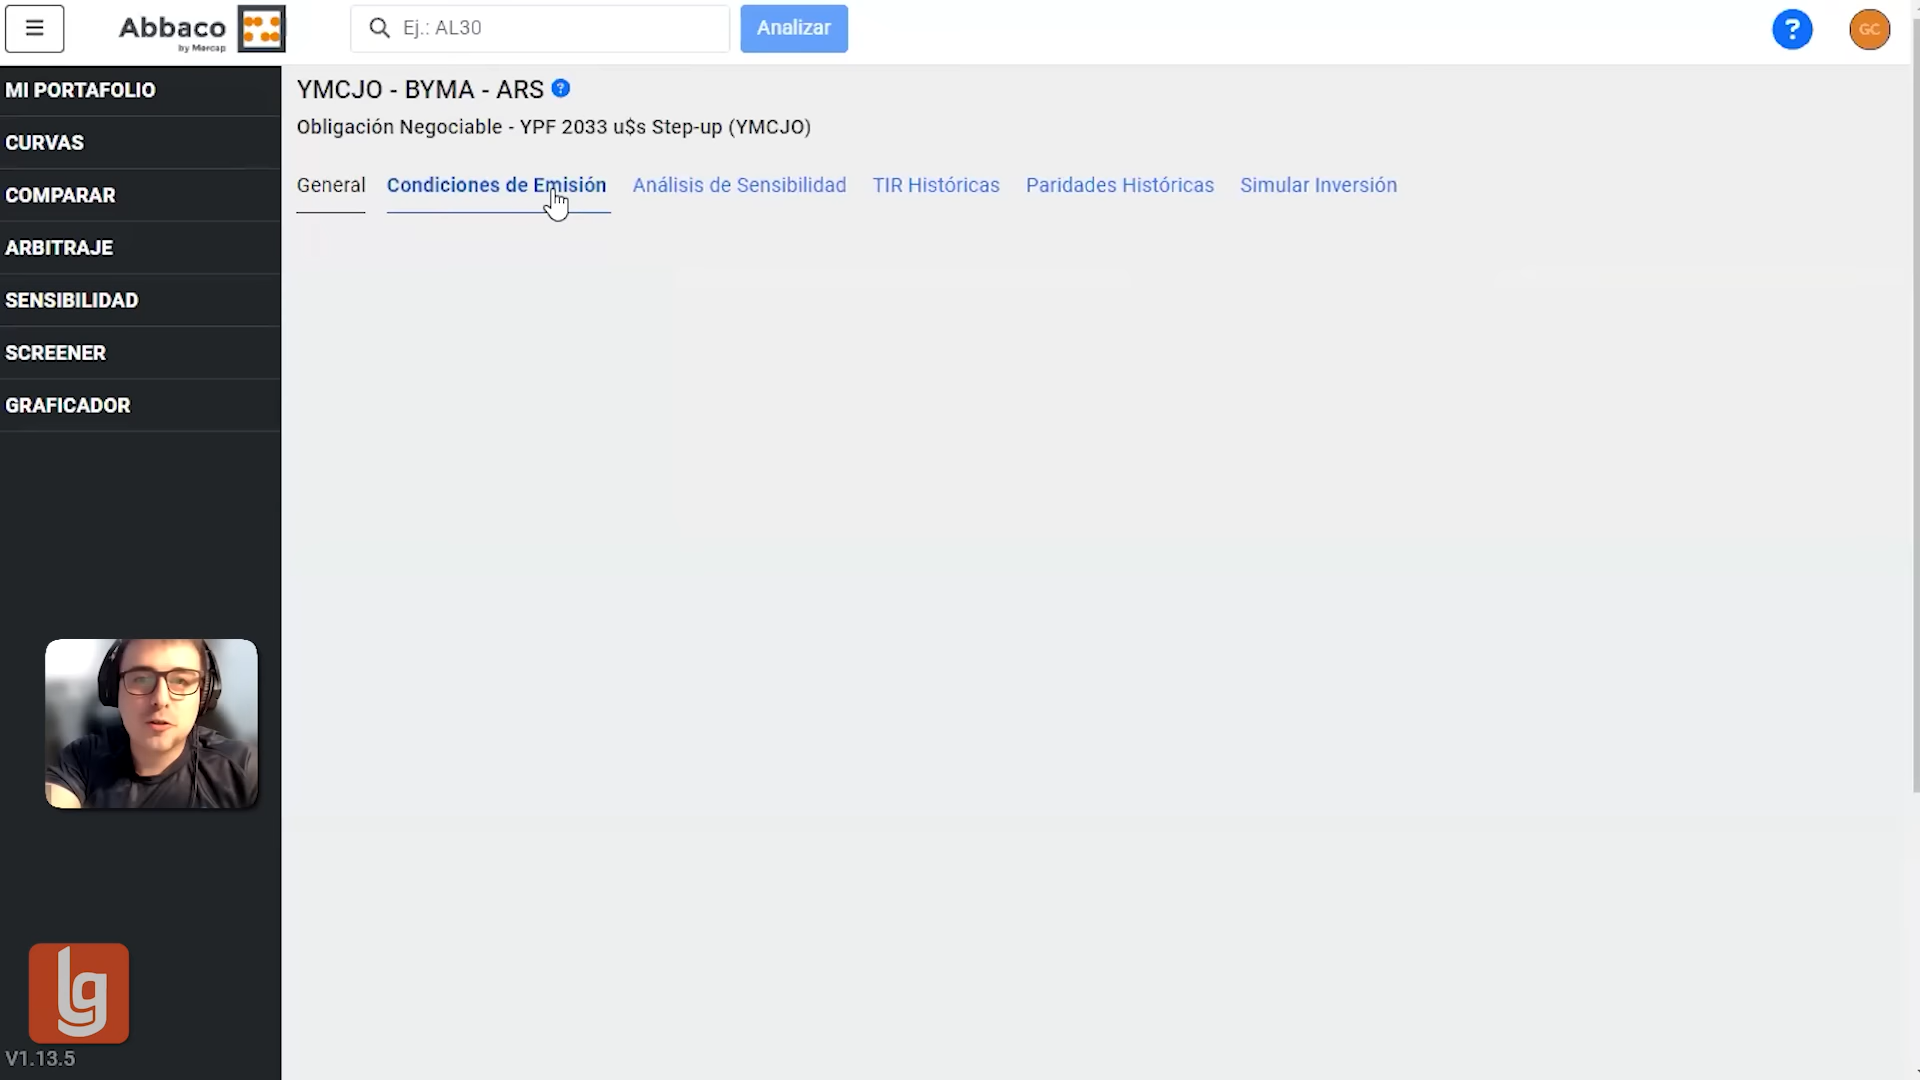 Abbaco
by Mercap
Ej.: AL30
Analizar
?
GC
MI PORTAFOLIO
CURVAS
COMPARAR
ARBITRAJE
SENSIBILIDAD
SCREENER
GRAFICADOR
YMCJO - BYMA - ARS ?
Obligación Negociable - YPF 2033 u$s Step-up (YMCJO)
General Condiciones de Emisión Análisis de Sensibilidad TIR Históricas Paridades Históricas Simular Inversión
lg
V1.13.5